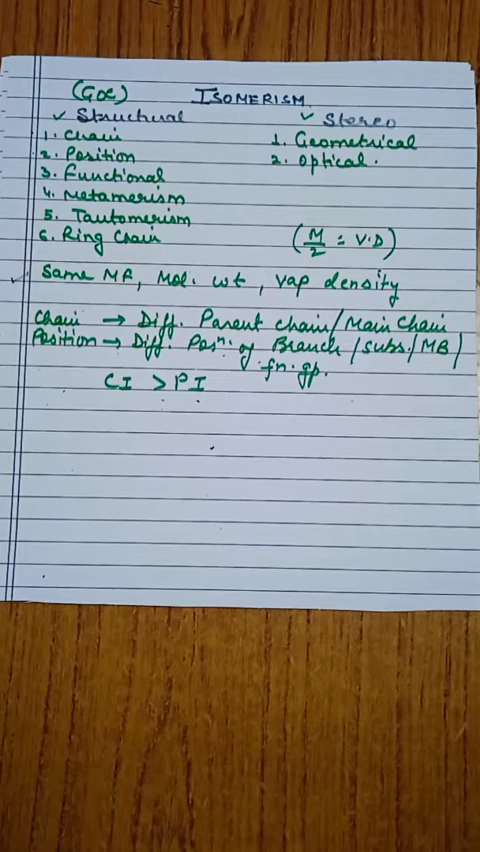 (GOC) ISOMERISM
✓ Structural ✓ Stereo
1. Chain 1. Geometrical
2. Position 2. Optical.
3. Functional
4. Metamerism
5. Tautomerism
6. Ring Chain (M/2 = V.D)
✓ Same MF, Mol. wt, vap density
Chain → Diff. Parent Chain/Main Chain
Position → Diff. Posn. of Branch/Subs/MB/
fn. gp.
CI > PI